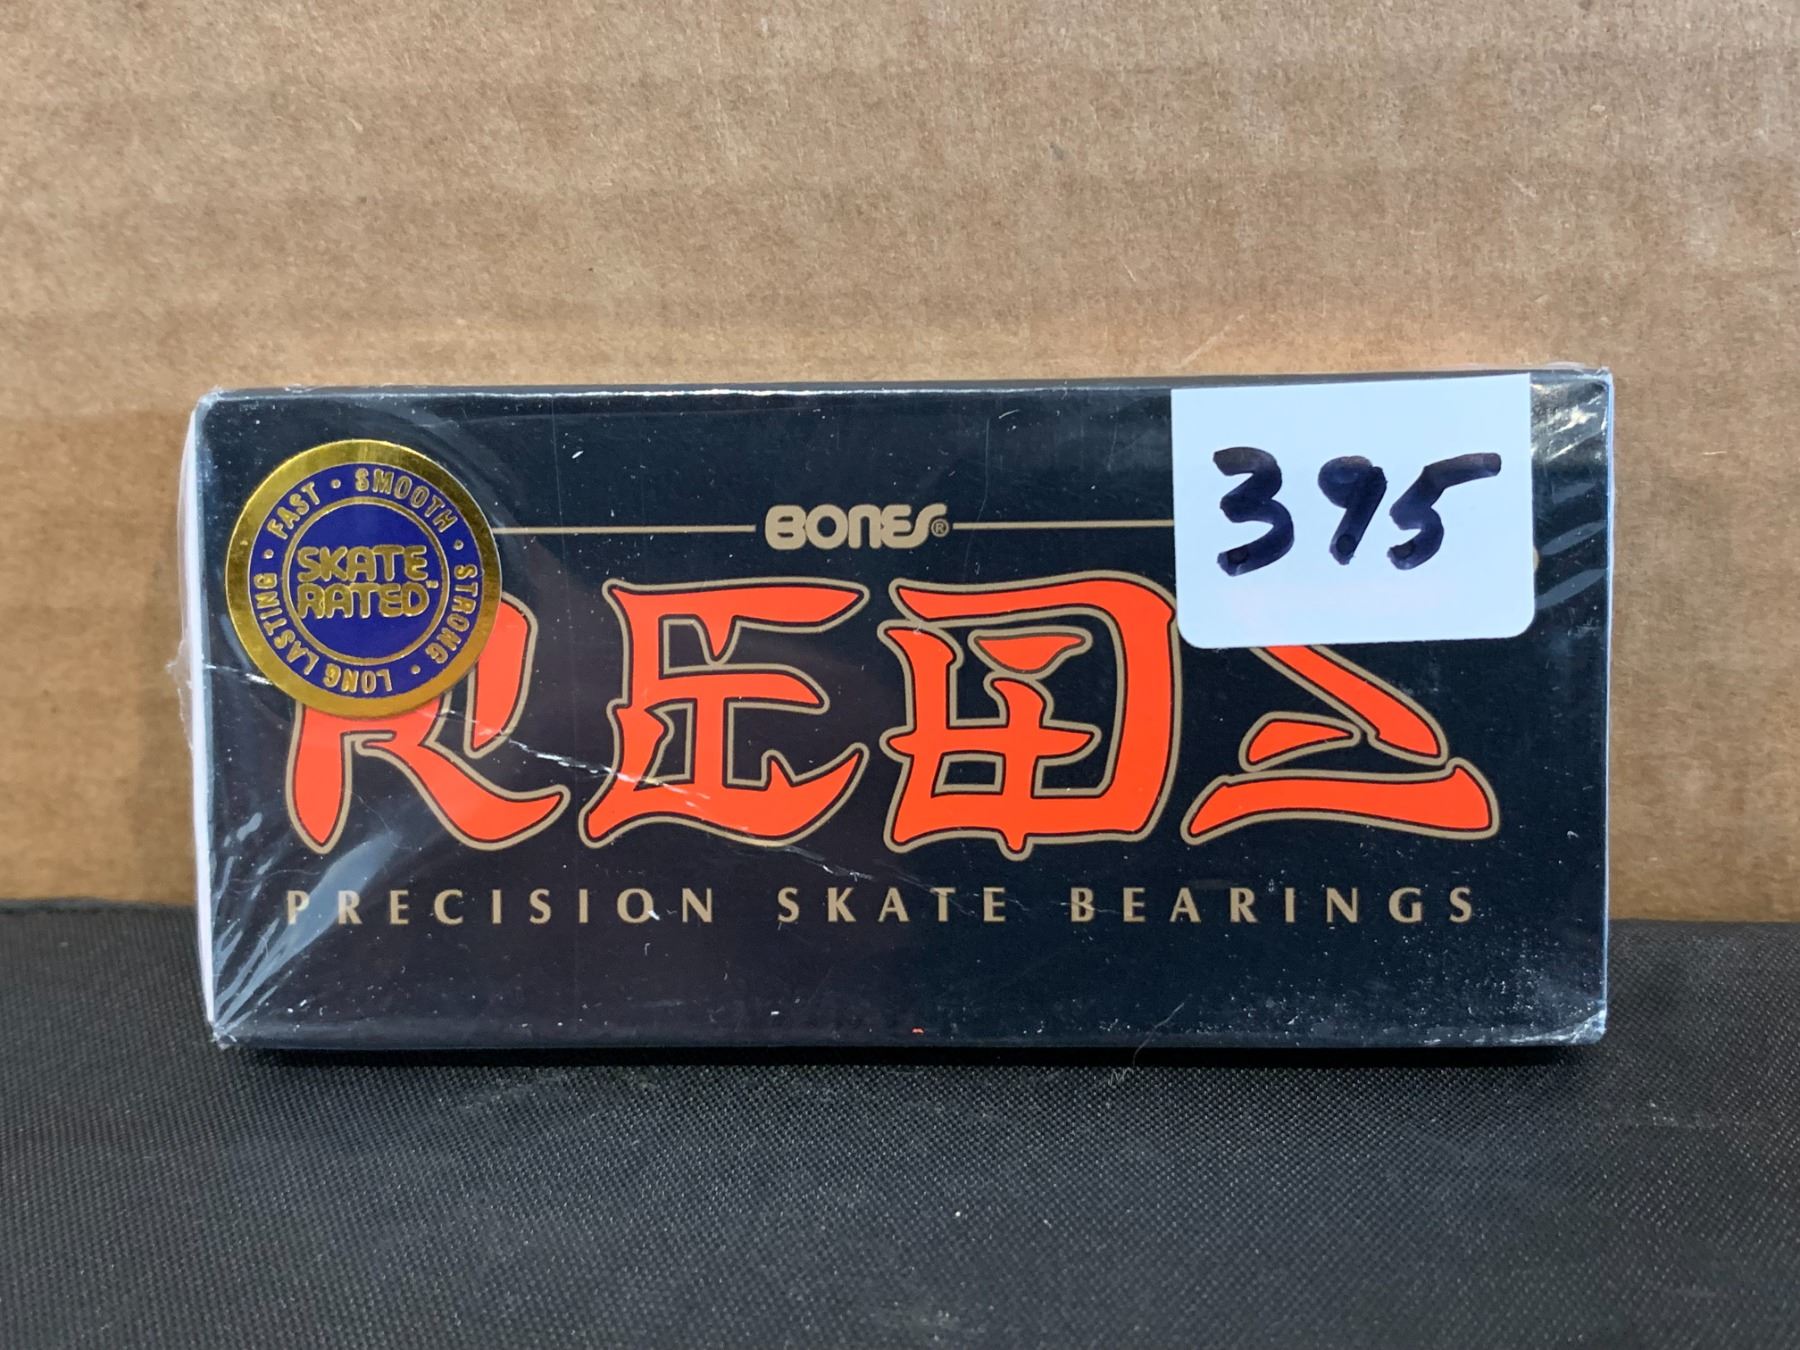 BONES®
395
FAST · SMOOTH · STRONG · LONG LASTING ·
SKATE
RATED
REDS
PRECISION SKATE BEARINGS